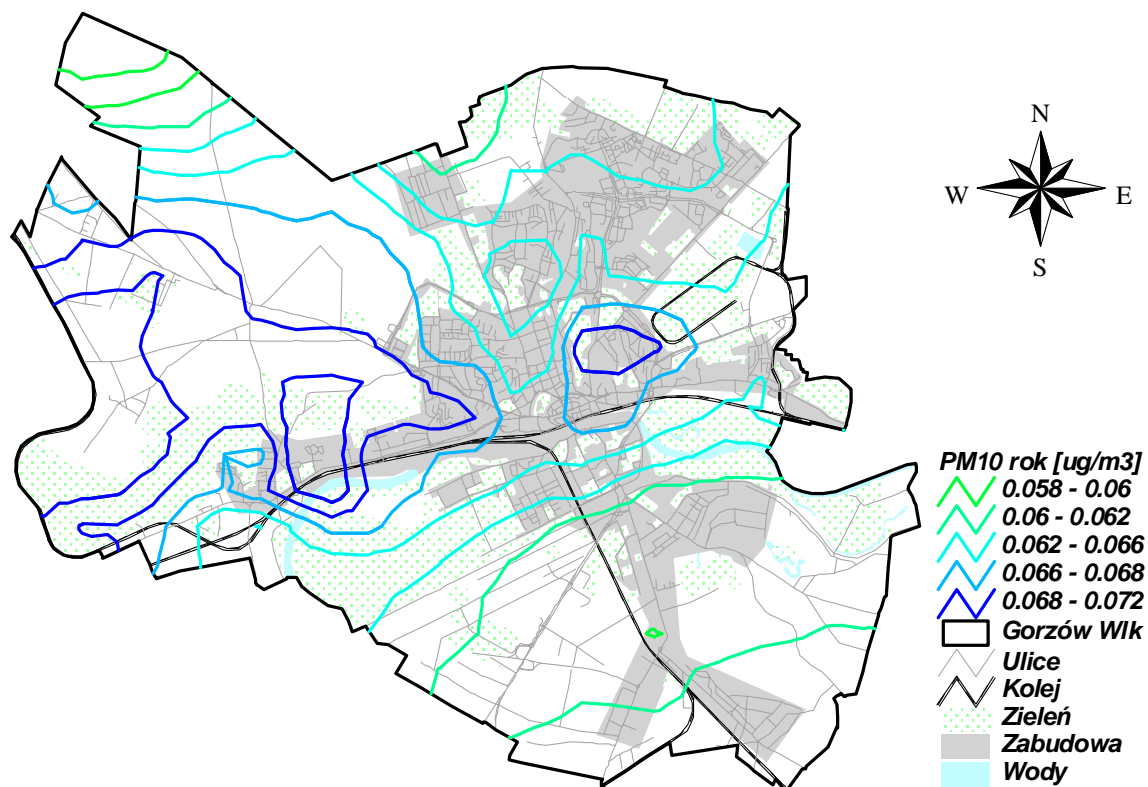 N
W E
S
PM10 rok [ug/m3]
0.058 - 0.06
0.06 - 0.062
0.062 - 0.066
0.066 - 0.068
0.068 - 0.072
Gorzów Wlk
Ulice
Kolej
Zieleń
Zabudowa
Wody